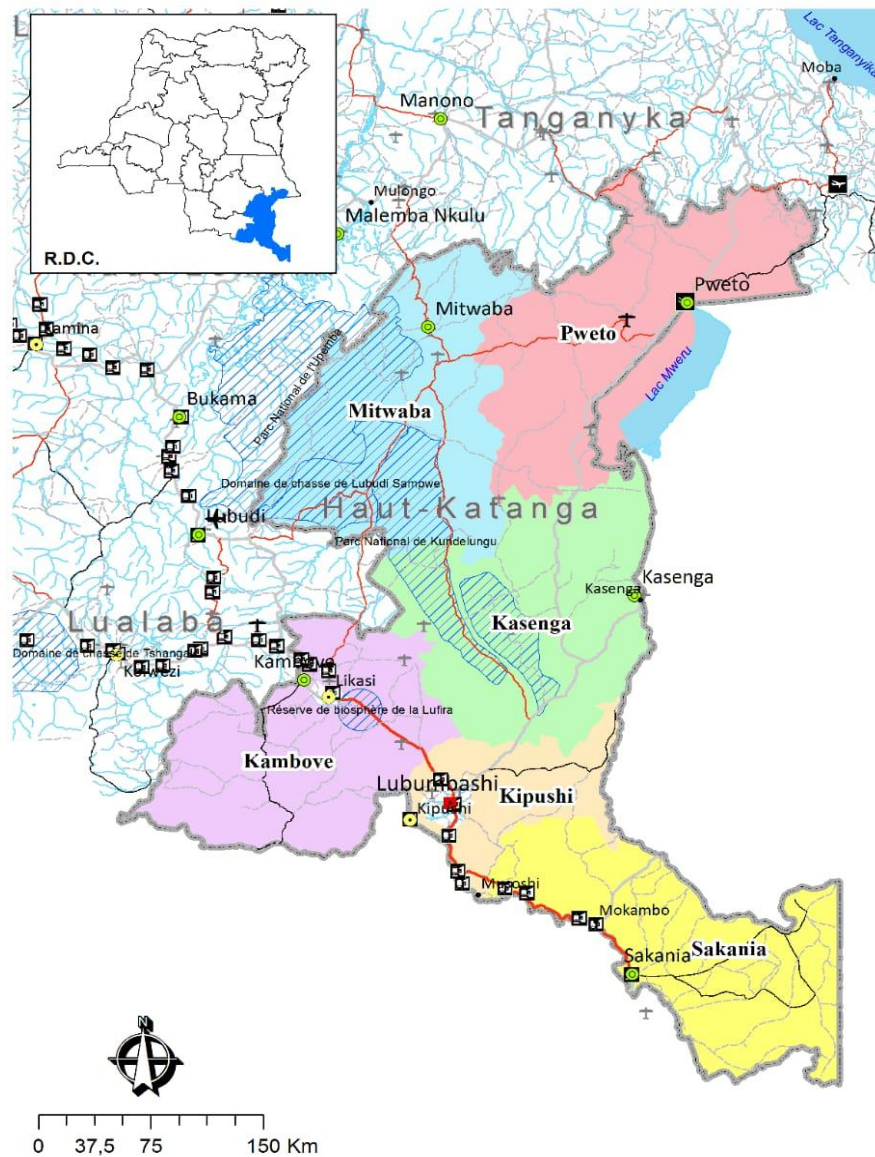 R.D.C.
Lac Tanganyika
Moba
Manono
Tanganyka
Mulongo
Malemba Nkulu
Pweto
Mitwaba
Pweto
Kamina
Lac Mweru
Parc National de l'Upemba
Mitwaba
Bukama
Domaine de chasse de Lubudi Sampwe
Haut-Katanga
Lubudi
Parc National de Kundelungu
Kasenga
Kasenga
Lualaba
Kasenga
Domaine de chasse de Tshangalele
Kolwezi
Kambove
Likasi
Réserve de biosphère de la Lufira
Kambove
Lubumbashi
Kipushi
Kipushi
Musoshi
Mokambo
Sakania
Sakania
N
0 37,5 75 150 Km